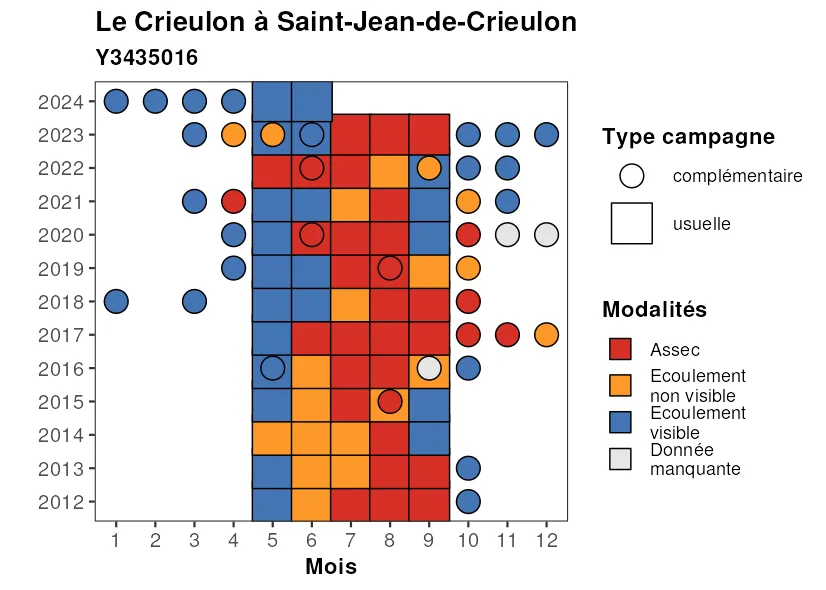 Le Crieulon à Saint-Jean-de-Crieulon
Y3435016
2024
2023
2022
2021
2020
2019
2018
2017
2016
2015
2014
2013
2012
1 2 3 4 5 6 7 8 9 10 11 12
Mois
Type campagne
complémentaire
usuelle
Modalités
Assec
Ecoulement
non visible
Ecoulement
visible
Donnée
manquante